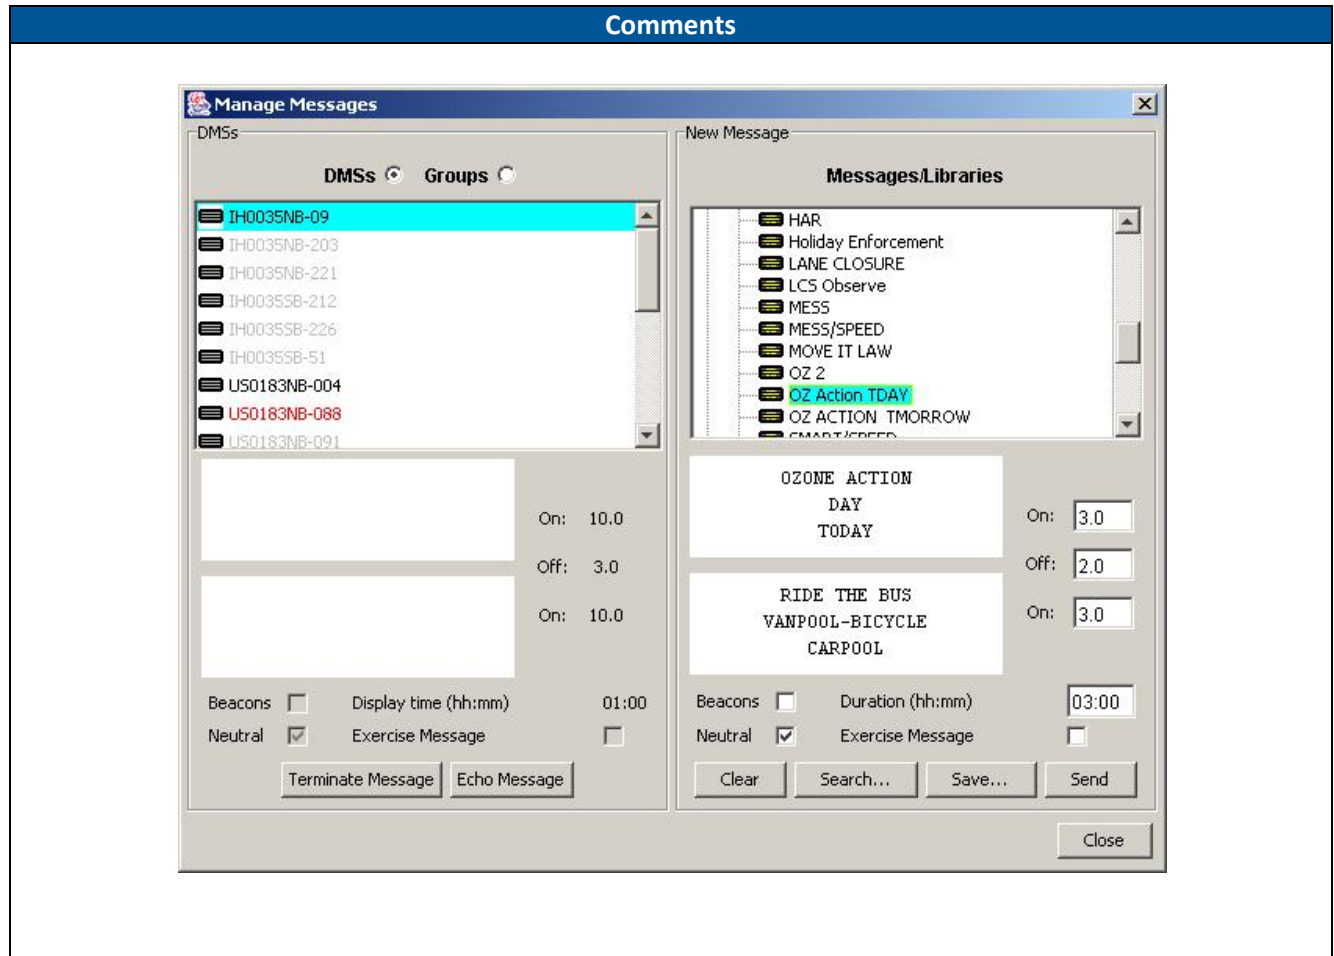 Comments
Manage Messages
DMSs
DMSs Groups
IH0035NB-09
IH0035NB-203
IH0035NB-221
IH0035SB-212
IH0035SB-226
IH0035SB-51
US0183NB-004
US0183NB-088
US0183NB-091
On: 10.0
Off: 3.0
On: 10.0
Beacons Display time (hh:mm) 01:00
Neutral Exercise Message
Terminate Message Echo Message
New Message
Messages/Libraries
HAR
Holiday Enforcement
LANE CLOSURE
LCS Observe
MESS
MESS/SPEED
MOVE IT LAW
OZ 2
OZ Action TDAY
OZ ACTION TMORROW
SMART/SPEED
OZONE ACTION
DAY
TODAY
On: 3.0
Off: 2.0
RIDE THE BUS
VANPOOL-BICYCLE
CARPOOL
On: 3.0
Beacons Duration (hh:mm) 03:00
Neutral Exercise Message
Clear Search... Save... Send
Close